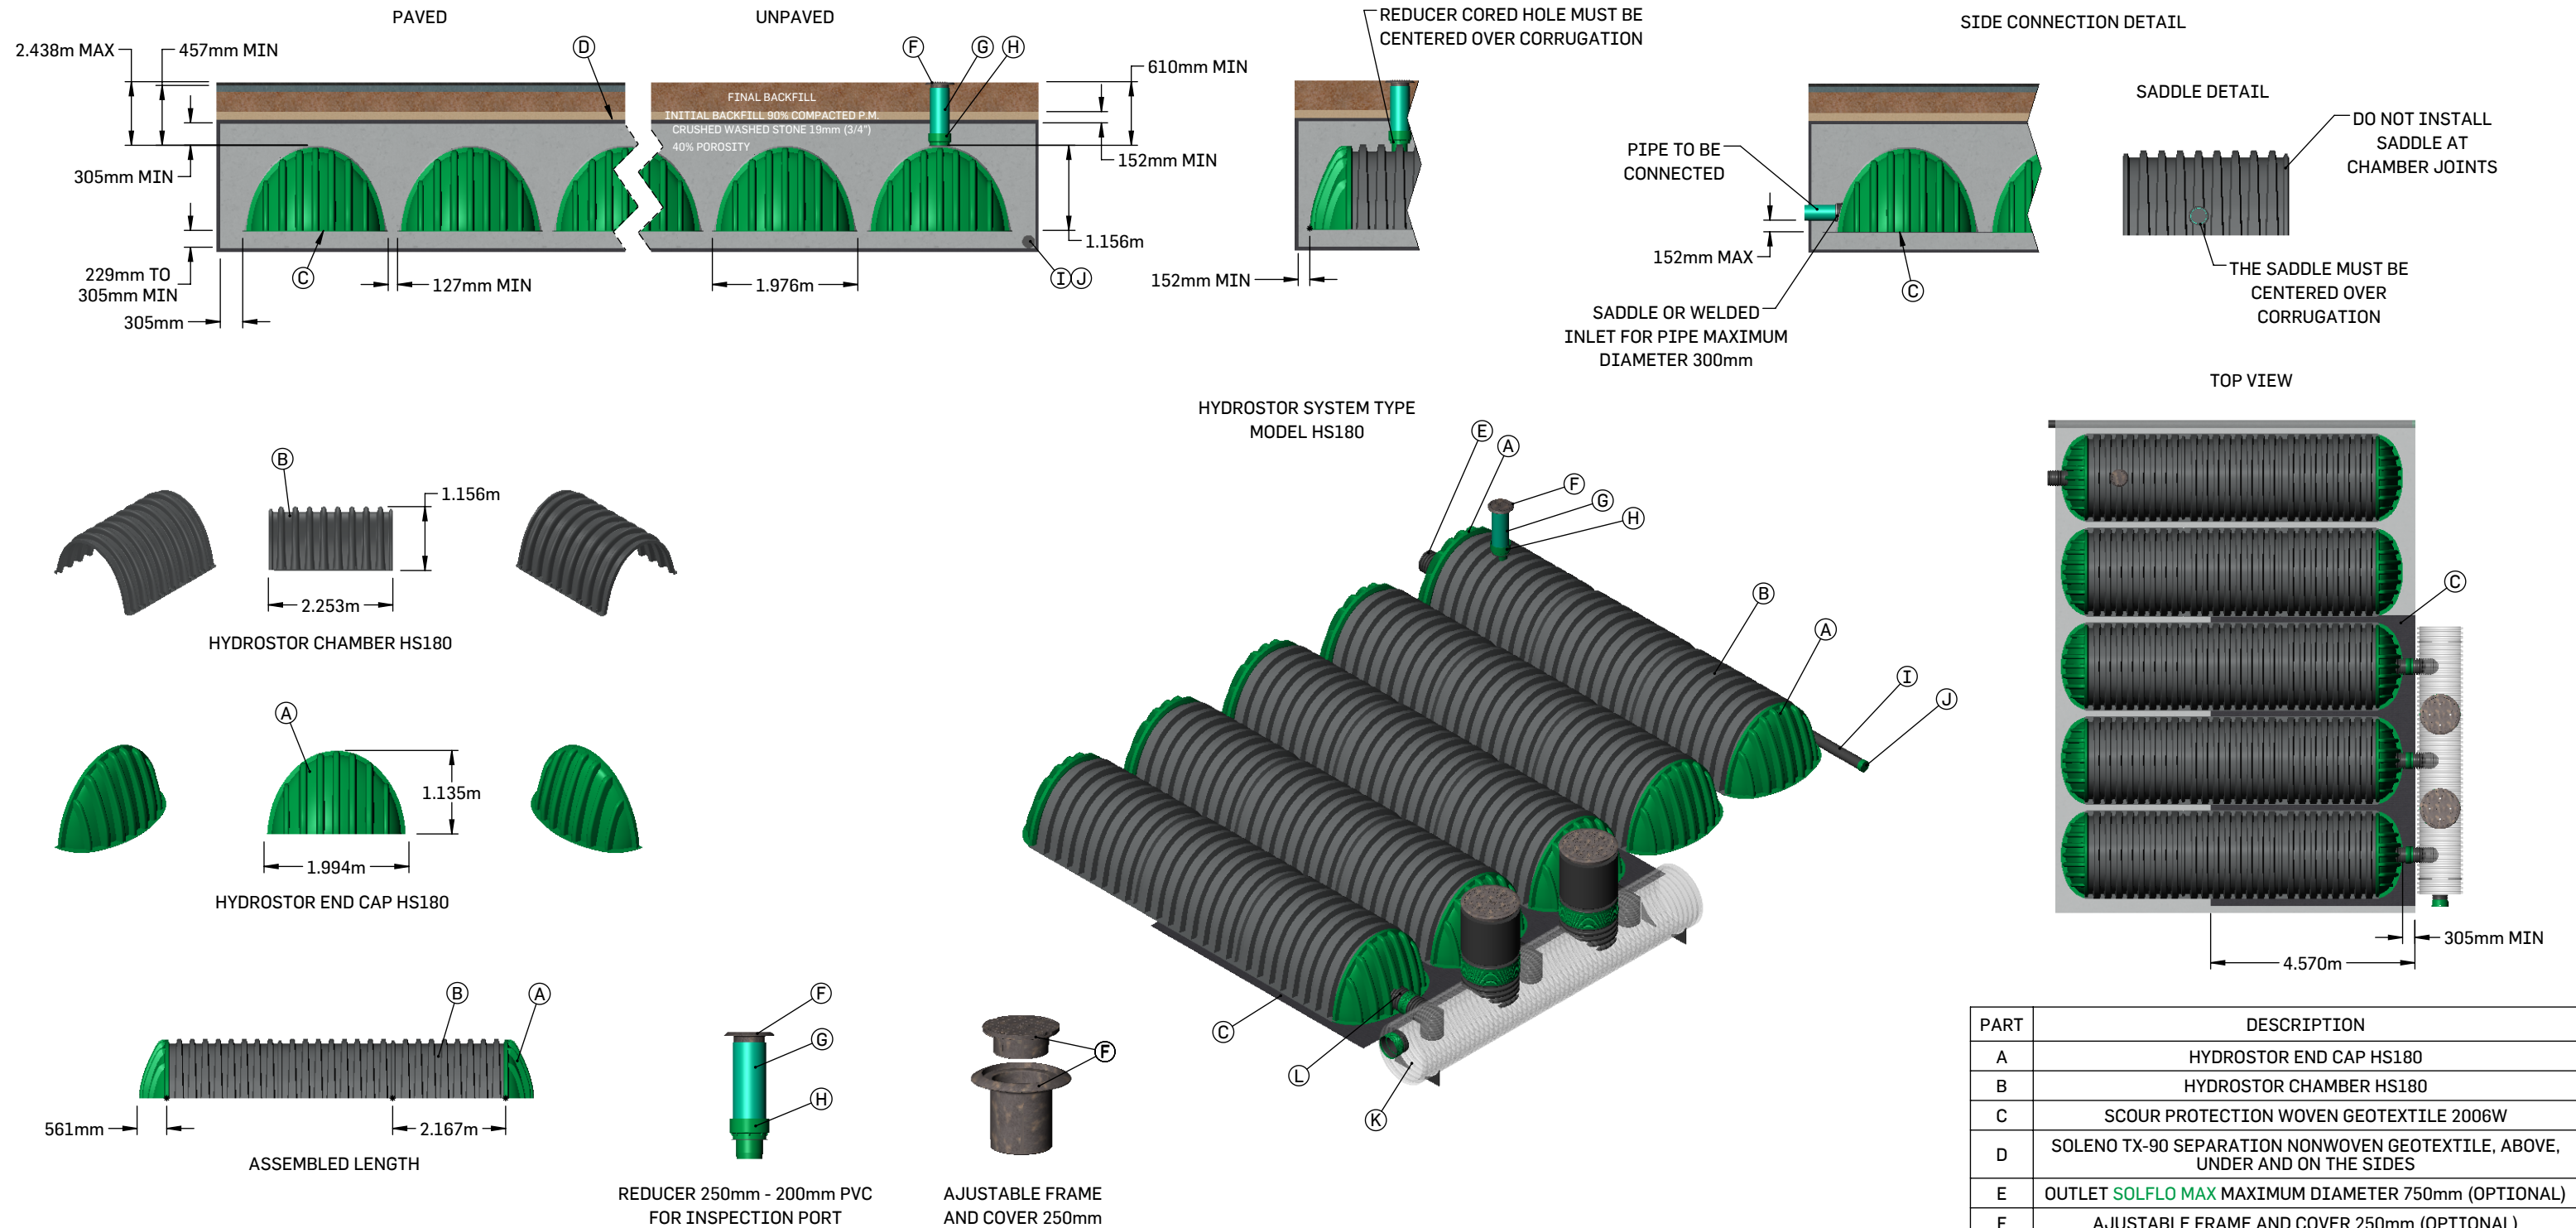 PAVED
UNPAVED
2.438m MAX
457mm MIN
D
F
G
H
610mm MIN
FINAL BACKFILL
INITIAL BACKFILL 90% COMPACTED P.M.
CRUSHED WASHED STONE 19mm (3/4")
40% POROSITY
152mm MIN
305mm MIN
1.156m
229mm TO
305mm MIN
C
127mm MIN
1.976m
I
J
305mm
REDUCER CORED HOLE MUST BE
CENTERED OVER CORRUGATION
152mm MIN
SIDE CONNECTION DETAIL
PIPE TO BE
CONNECTED
152mm MAX
C
SADDLE OR WELDED
INLET FOR PIPE MAXIMUM
DIAMETER 300mm
SADDLE DETAIL
DO NOT INSTALL
SADDLE AT
CHAMBER JOINTS
THE SADDLE MUST BE
CENTERED OVER
CORRUGATION
B
1.156m
2.253m
HYDROSTOR CHAMBER HS180
A
1.135m
1.994m
HYDROSTOR END CAP HS180
B
A
561mm
2.167m
ASSEMBLED LENGTH
F
G
H
REDUCER 250mm - 200mm PVC
FOR INSPECTION PORT
F
AJUSTABLE FRAME
AND COVER 250mm
HYDROSTOR SYSTEM TYPE
MODEL HS180
E
A
F
G
H
B
A
I
J
C
L
K
TOP VIEW
C
305mm MIN
4.570m
PART DESCRIPTION
A HYDROSTOR END CAP HS180
B HYDROSTOR CHAMBER HS180
C SCOUR PROTECTION WOVEN GEOTEXTILE 2006W
D SOLENO TX-90 SEPARATION NONWOVEN GEOTEXTILE, ABOVE,
UNDER AND ON THE SIDES
E OUTLET SOLFLO MAX MAXIMUM DIAMETER 750mm (OPTIONAL)
F AJUSTABLE FRAME AND COVER 250mm (OPTIONAL)